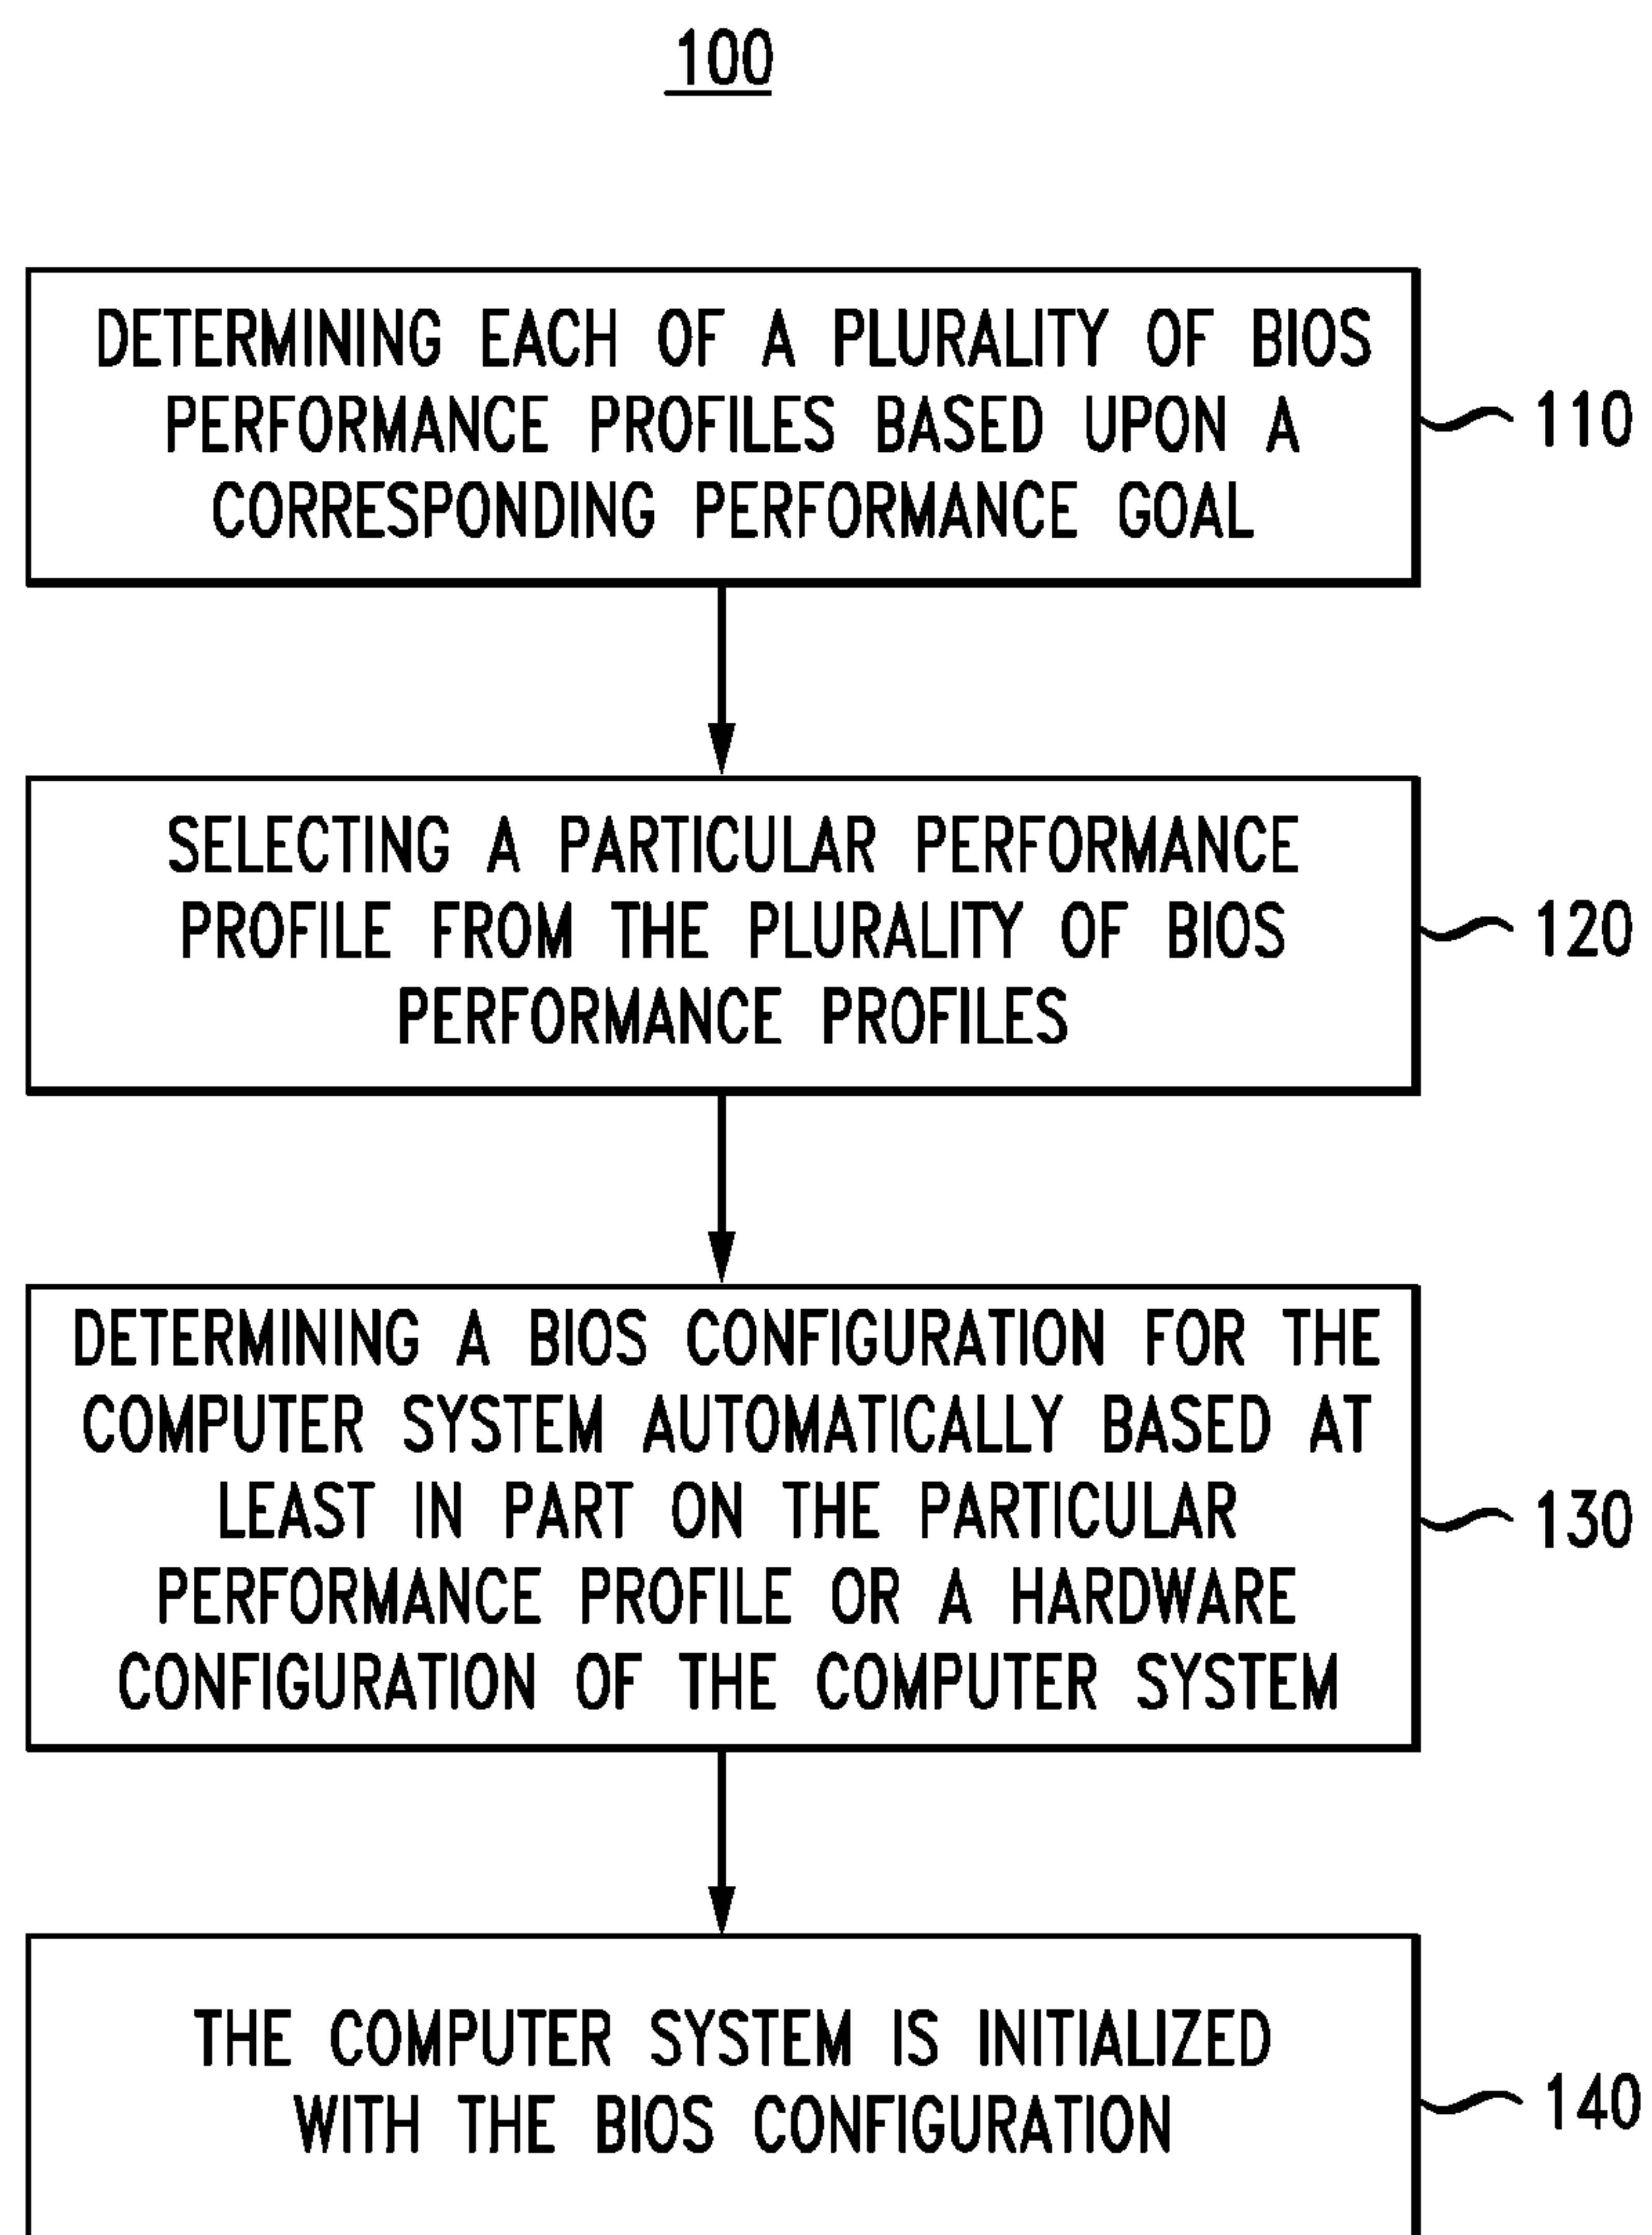 100
DETERMINING EACH OF A PLURALITY OF BIOS
PERFORMANCE PROFILES BASED UPON A
CORRESPONDING PERFORMANCE GOAL
110
SELECTING A PARTICULAR PERFORMANCE
PROFILE FROM THE PLURALITY OF BIOS
PERFORMANCE PROFILES
120
DETERMINING A BIOS CONFIGURATION FOR THE
COMPUTER SYSTEM AUTOMATICALLY BASED AT
LEAST IN PART ON THE PARTICULAR
PERFORMANCE PROFILE OR A HARDWARE
CONFIGURATION OF THE COMPUTER SYSTEM
130
THE COMPUTER SYSTEM IS INITIALIZED
WITH THE BIOS CONFIGURATION
140